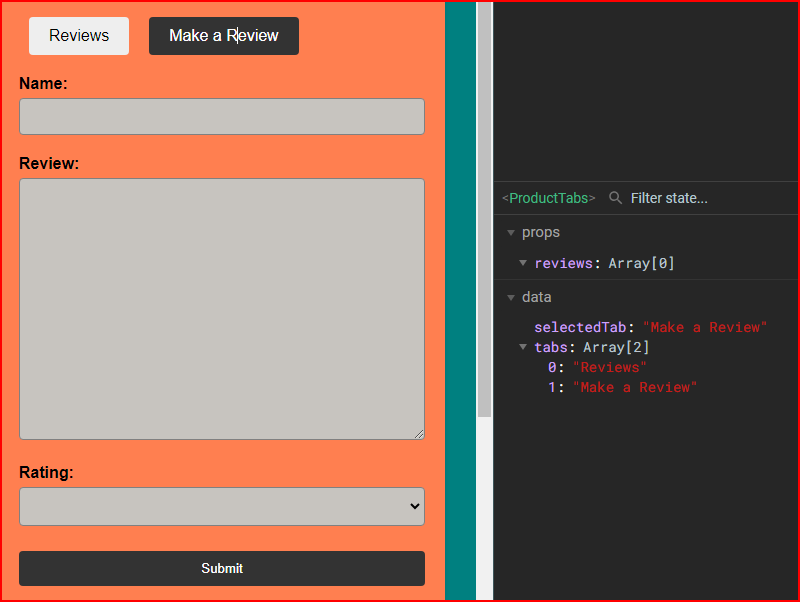 Reviews
Make a Review
Name:
Review:
Rating:
Submit
<ProductTabs>
Filter state...
props
reviews: Array[0]
data
selectedTab: "Make a Review"
tabs: Array[2]
0: "Reviews"
1: "Make a Review"